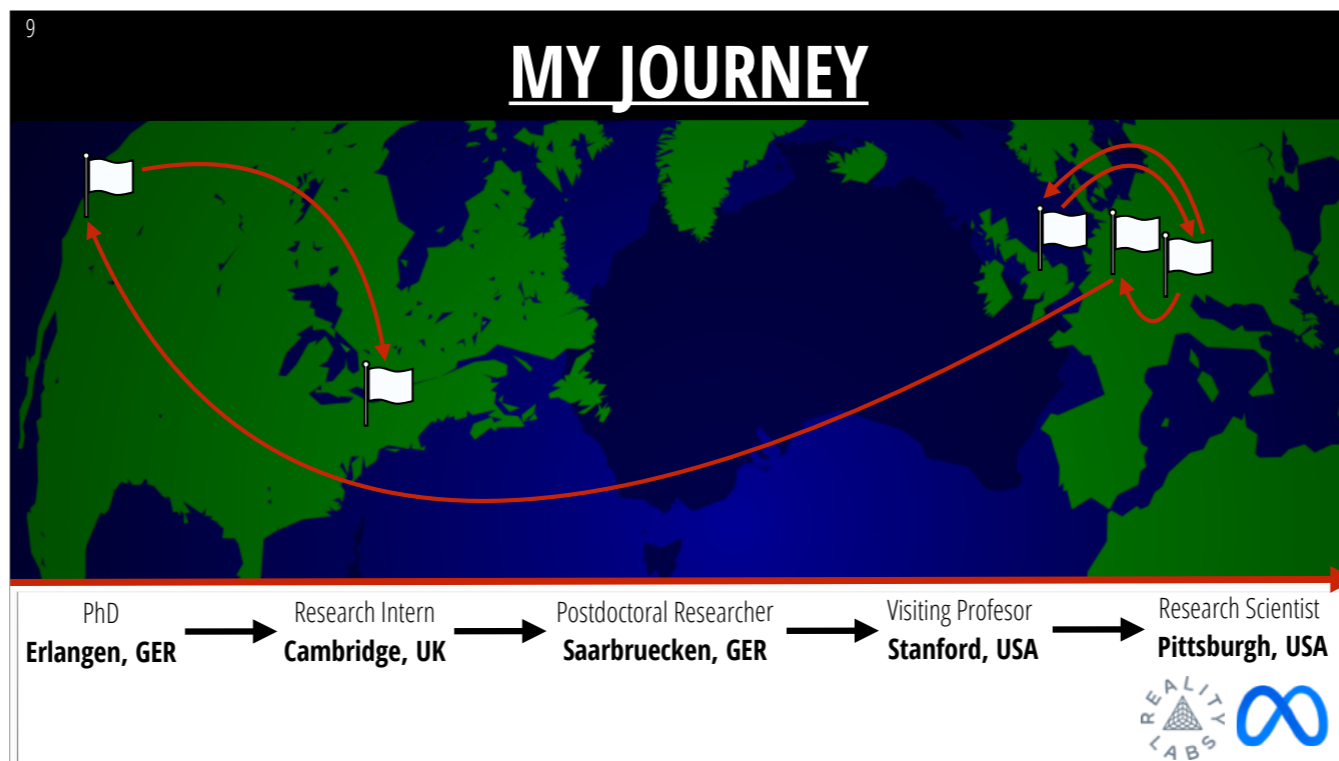 9
MY JOURNEY
PhD
Erlangen, GER
Research Intern
Cambridge, UK
Postdoctoral Researcher
Saarbruecken, GER
Visiting Profesor
Stanford, USA
Research Scientist
Pittsburgh, USA
REALITY
LABS